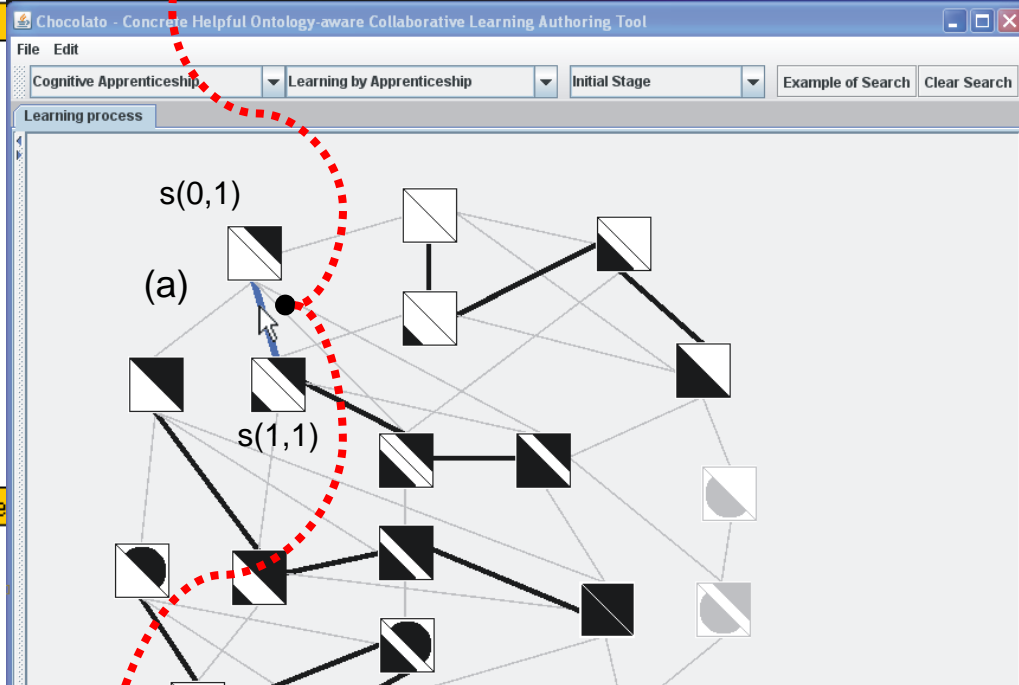 Chocolato - Concrete Helpful Ontology-aware Collaborative Learning Authoring Tool
File Edit
Cognitive Apprenticeship Learning by Apprenticeship Initial Stage Example of Search Clear Search
Learning process
s(0,1)
(a)
s(1,1)